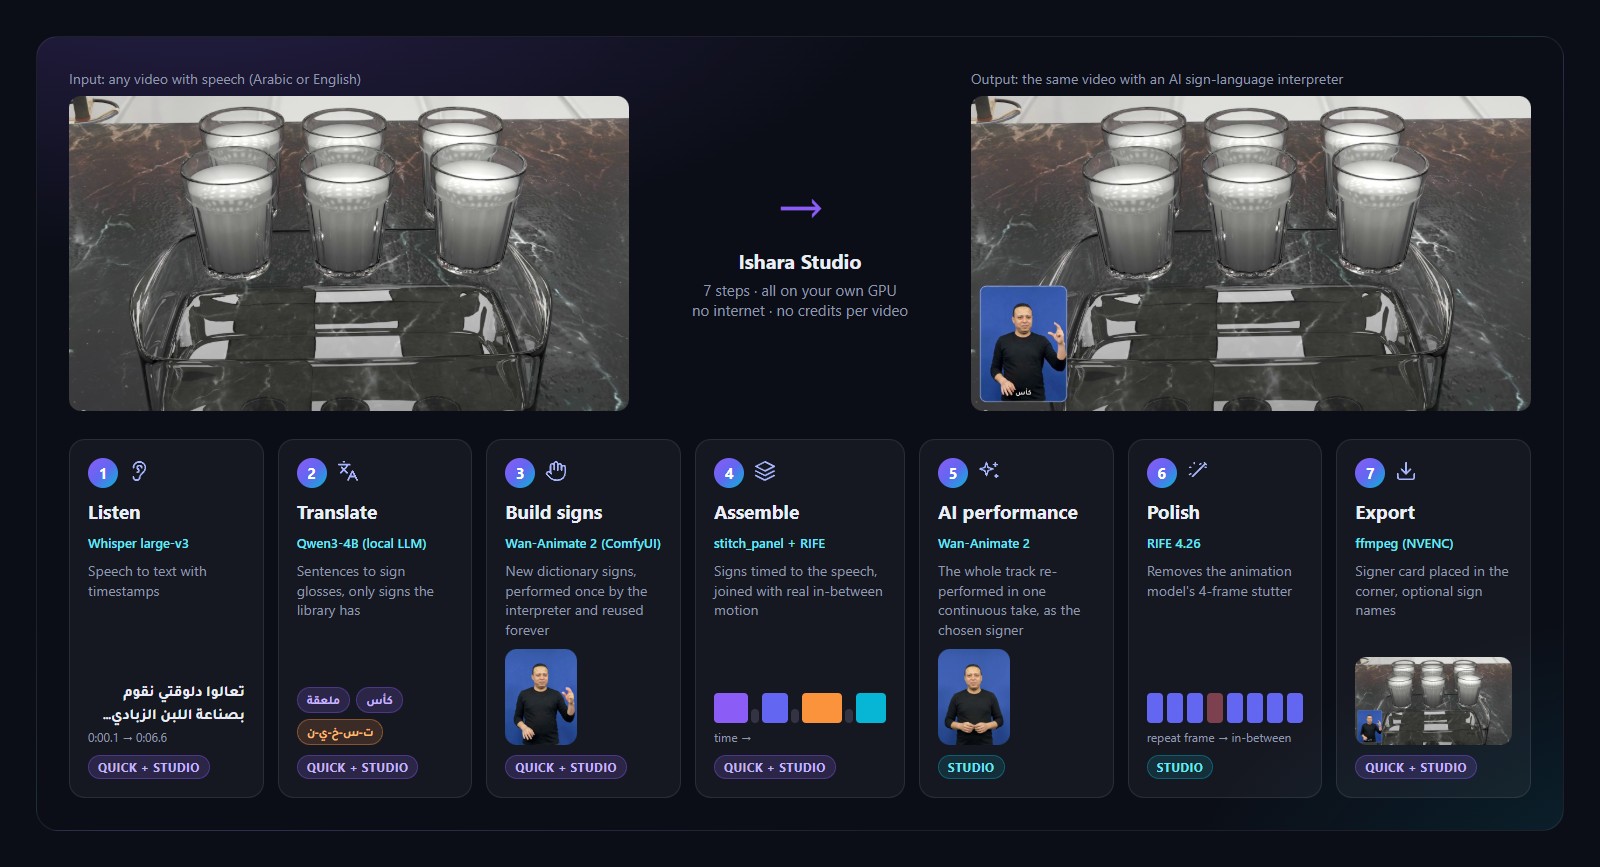 Input: any video with speech (Arabic or English)
Output: the same video with an AI sign-language interpreter
→
Ishara Studio
7 steps · all on your own GPU
no internet · no credits per video
كأس
1
Listen
Whisper large-v3
Speech to text with
timestamps
تعالوا دلوقتي نقوم
بصناعة اللبن الزبادي...
0:00.1 → 0:06.6
QUICK + STUDIO
2
Translate
Qwen3-4B (local LLM)
Sentences to sign
glosses, only signs the
library has
كأس ملعقة
ت-س-خ-ي-ن
QUICK + STUDIO
3
Build signs
Wan-Animate 2 (ComfyUI)
New dictionary signs,
performed once by the
interpreter and reused
forever
QUICK + STUDIO
4
Assemble
stitch_panel + RIFE
Signs timed to the speech,
joined with real in-between
motion
time →
QUICK + STUDIO
5
AI performance
Wan-Animate 2
The whole track re-
performed in one
continuous take, as the
chosen signer
STUDIO
6
Polish
RIFE 4.26
Removes the animation
model's 4-frame stutter
repeat frame → in-between
STUDIO
7
Export
ffmpeg (NVENC)
Signer card placed in the
corner, optional sign
names
QUICK + STUDIO